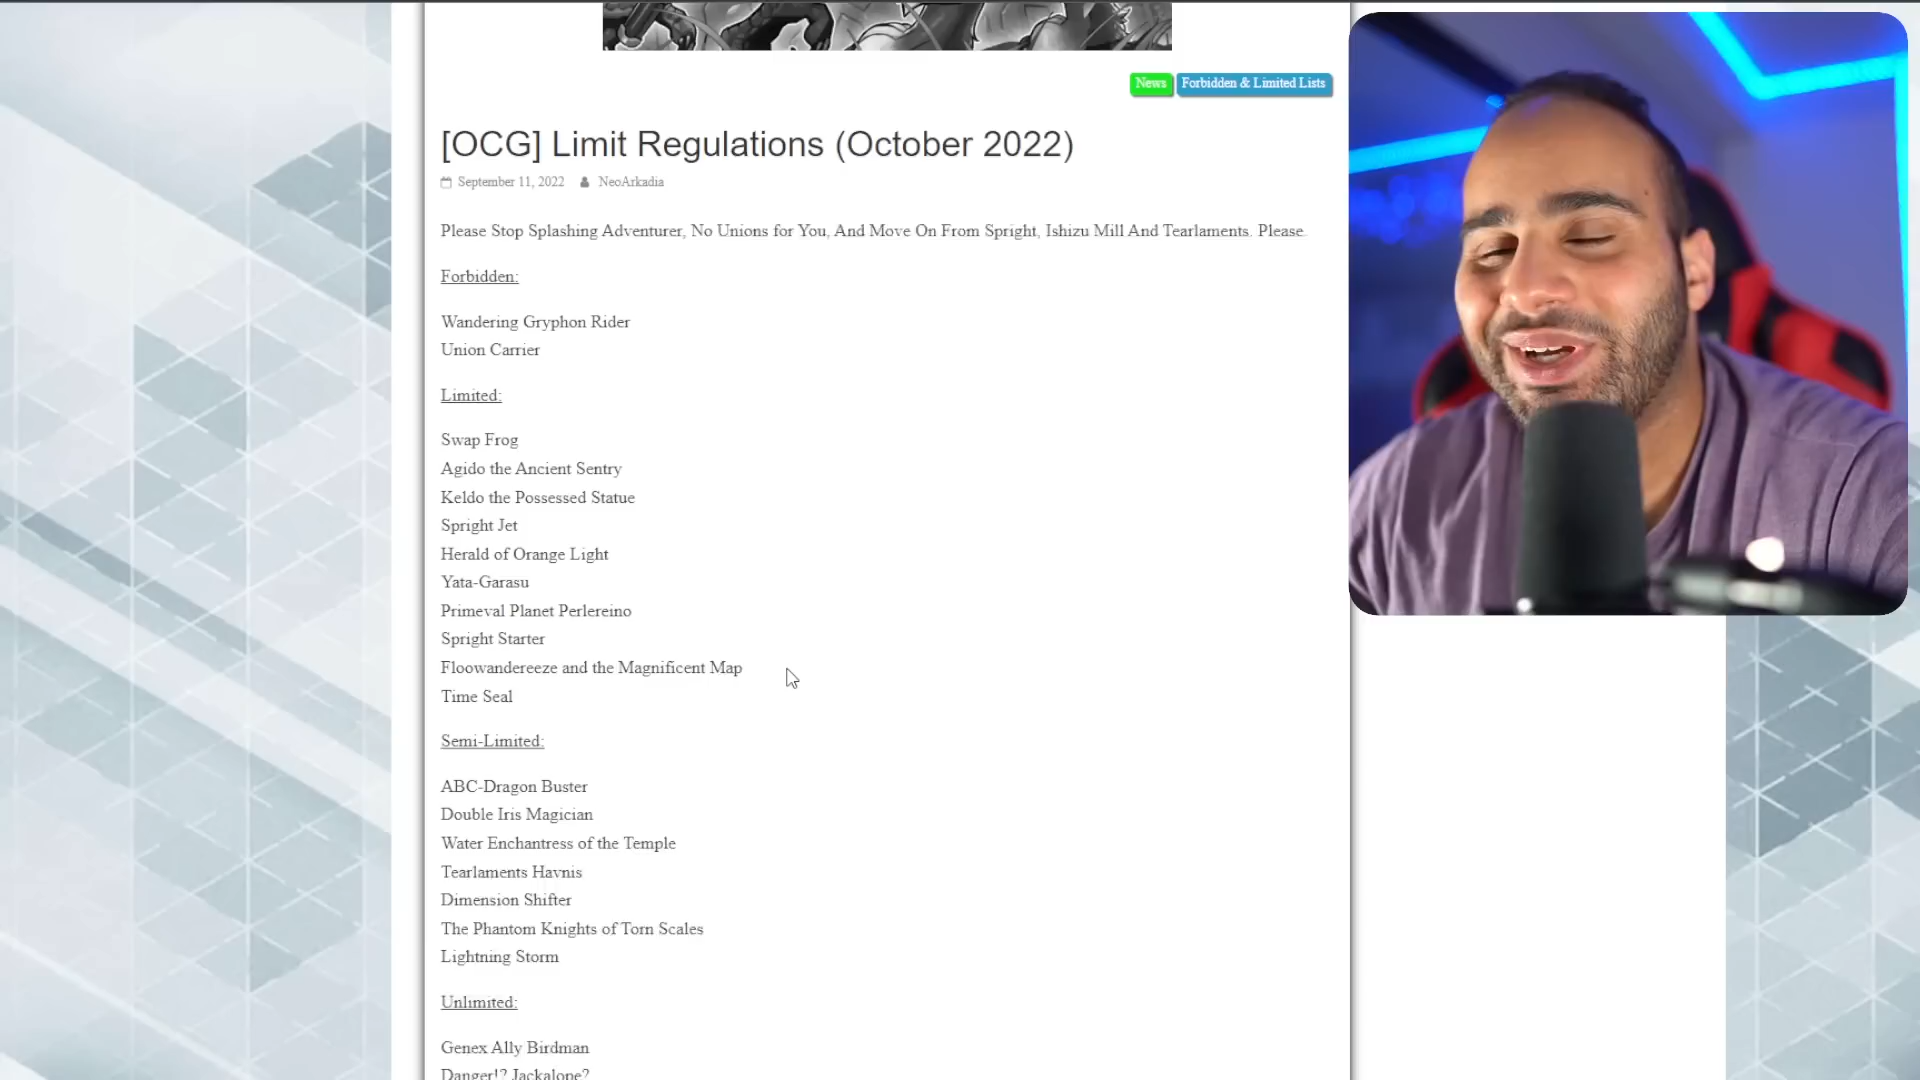 News Forbidden & Limited Lists
[OCG] Limit Regulations (October 2022)
September 11, 2022 NeoArkadia
Please Stop Splashing Adventurer, No Unions for You, And Move On From Spright, Ishizu Mill And Tearlaments. Please.
Forbidden:
Wandering Gryphon Rider
Union Carrier
Limited:
Swap Frog
Agido the Ancient Sentry
Keldo the Possessed Statue
Spright Jet
Herald of Orange Light
Yata-Garasu
Primeval Planet Perlereino
Spright Starter
Floowandereeze and the Magnificent Map
Time Seal
Semi-Limited:
ABC-Dragon Buster
Double Iris Magician
Water Enchantress of the Temple
Tearlaments Havnis
Dimension Shifter
The Phantom Knights of Torn Scales
Lightning Storm
Unlimited:
Genex Ally Birdman
Danger!? Jackalope?